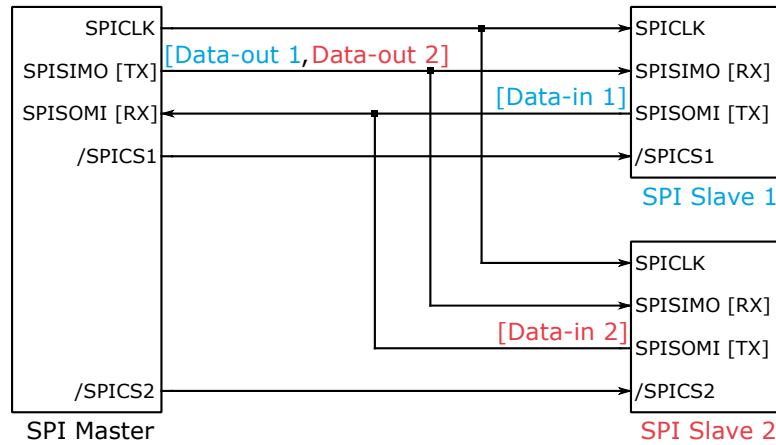 SPICLK
SPISIMO [TX]
SPISOMI [RX]
/SPICS1
/SPICS2
SPI Master
[Data-out 1,Data-out 2]
[Data-in 1]
[Data-in 2]
SPICLK
SPISIMO [RX]
SPISOMI [TX]
/SPICS1
SPI Slave 1
SPICLK
SPISIMO [RX]
SPISOMI [TX]
/SPICS2
SPI Slave 2